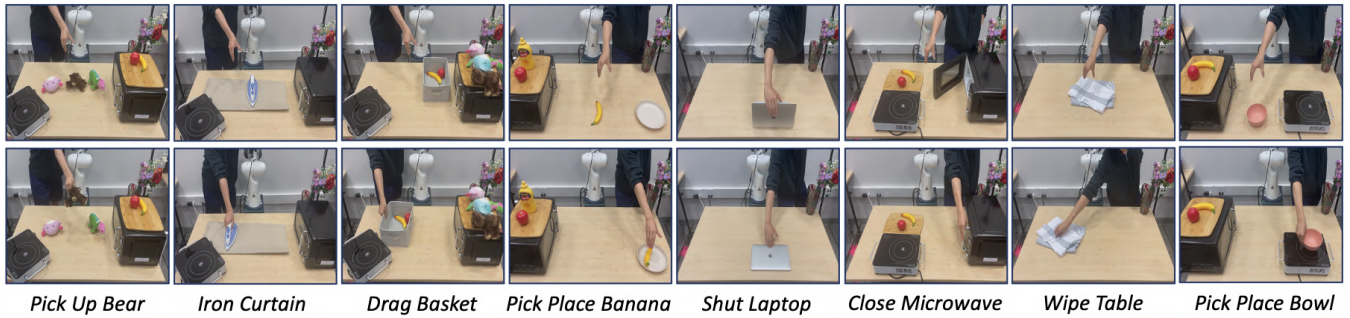 Pick Up Bear
Iron Curtain
Drag Basket
Pick Place Banana
Shut Laptop
Close Microwave
Wipe Table
Pick Place Bowl